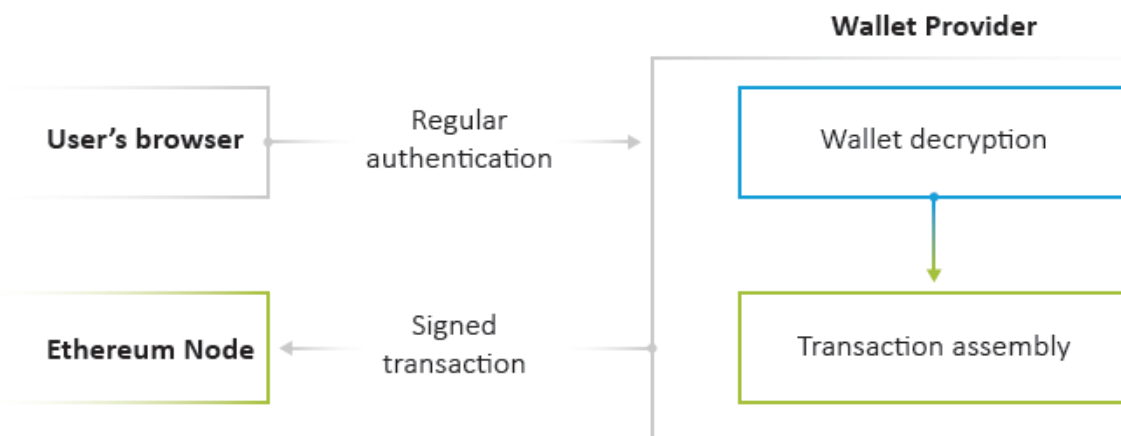 Wallet Provider
User's browser
Regular
authentication
Wallet decryption
Ethereum Node
Signed
transaction
Transaction assembly